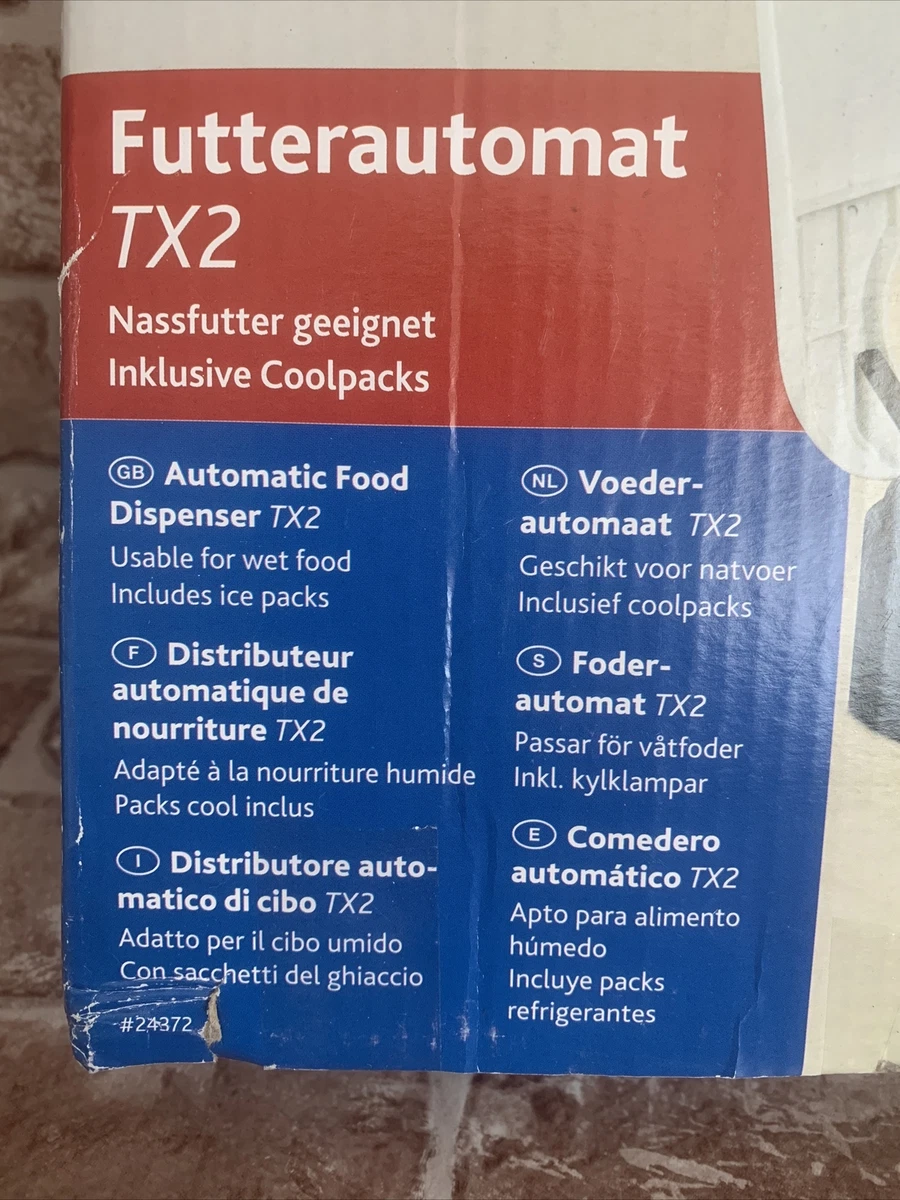 Futterautomat
TX2
Nassfutter geeignet
Inklusive Coolpacks
GB Automatic Food
Dispenser TX2
Usable for wet food
Includes ice packs
F Distributeur
automatique de
nourriture TX2
Adapté à la nourriture humide
Packs cool inclus
I Distributore auto-
matico di cibo TX2
Adatto per il cibo umido
Con sacchetti del ghiaccio
#24372
NL Voeder-
automaat TX2
Geschikt voor natvoer
Inclusief coolpacks
S Foder-
automat TX2
Passar för våtfoder
Inkl. kylklampar
E Comedero
automático TX2
Apto para alimento
húmedo
Incluye packs
refrigerantes